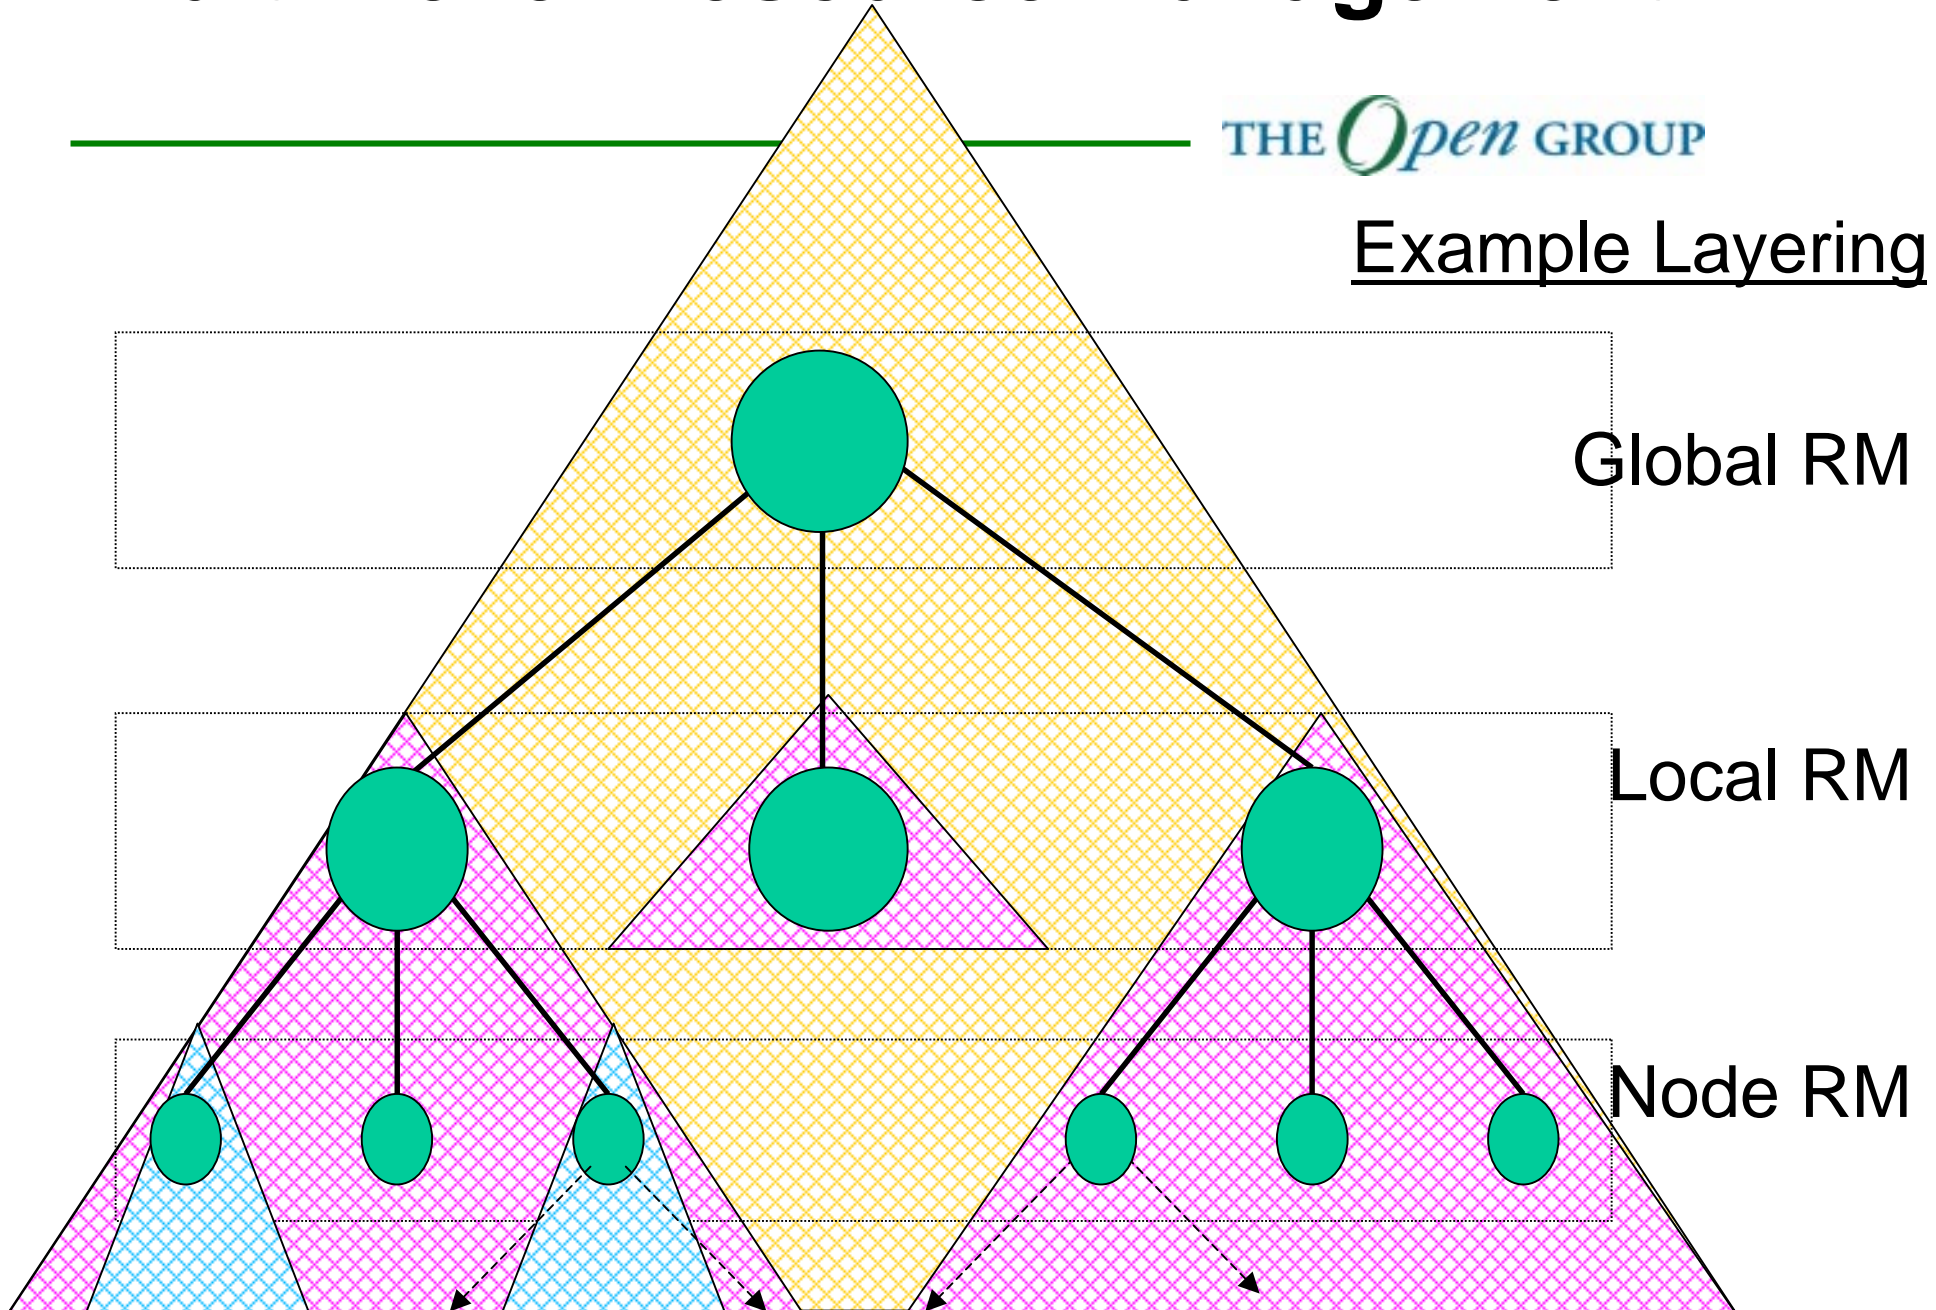 THE Open GROUP
Example Layering
Global RM
Local RM
Node RM